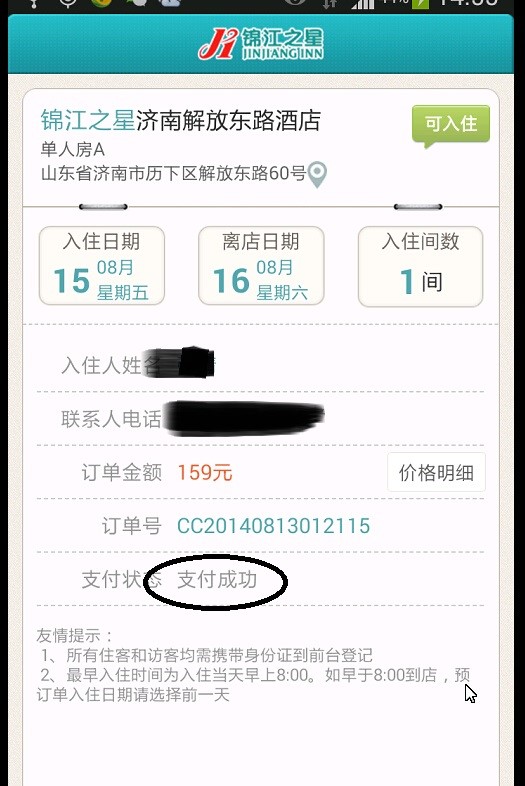 锦江之星
JINJIANG INN
锦江之星济南解放东路酒店
可入住
单人房A
山东省济南市历下区解放东路60号
入住日期
15 08月 星期五
离店日期
16 08月 星期六
入住间数
1间
入住人姓名
联系人电话
订单金额 159元
价格明细
订单号 CC20140813012115
支付状态 支付成功
友情提示：
1、所有住客和访客均需携带身份证到前台登记
2、最早入住时间为入住当天早上8:00。如早于8:00到店，预
订单入住日期请选择前一天